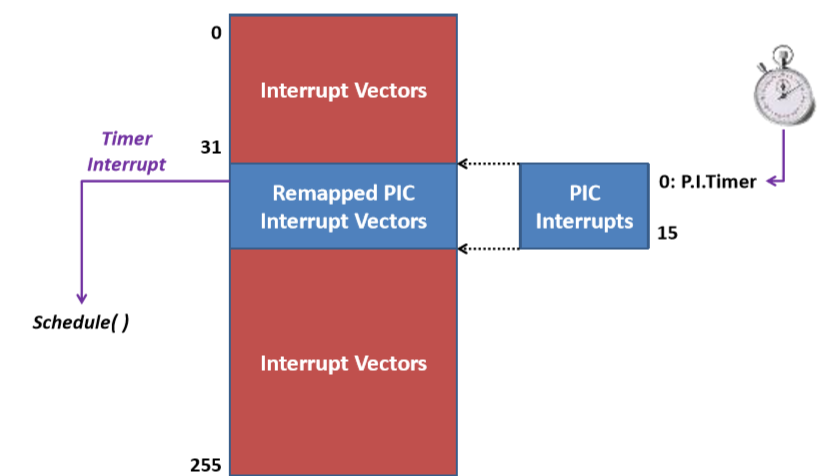 0
Interrupt Vectors
31
Timer
Interrupt
Remapped PIC
Interrupt Vectors
PIC
Interrupts
0: P.I.Timer
15
Schedule( )
Interrupt Vectors
255